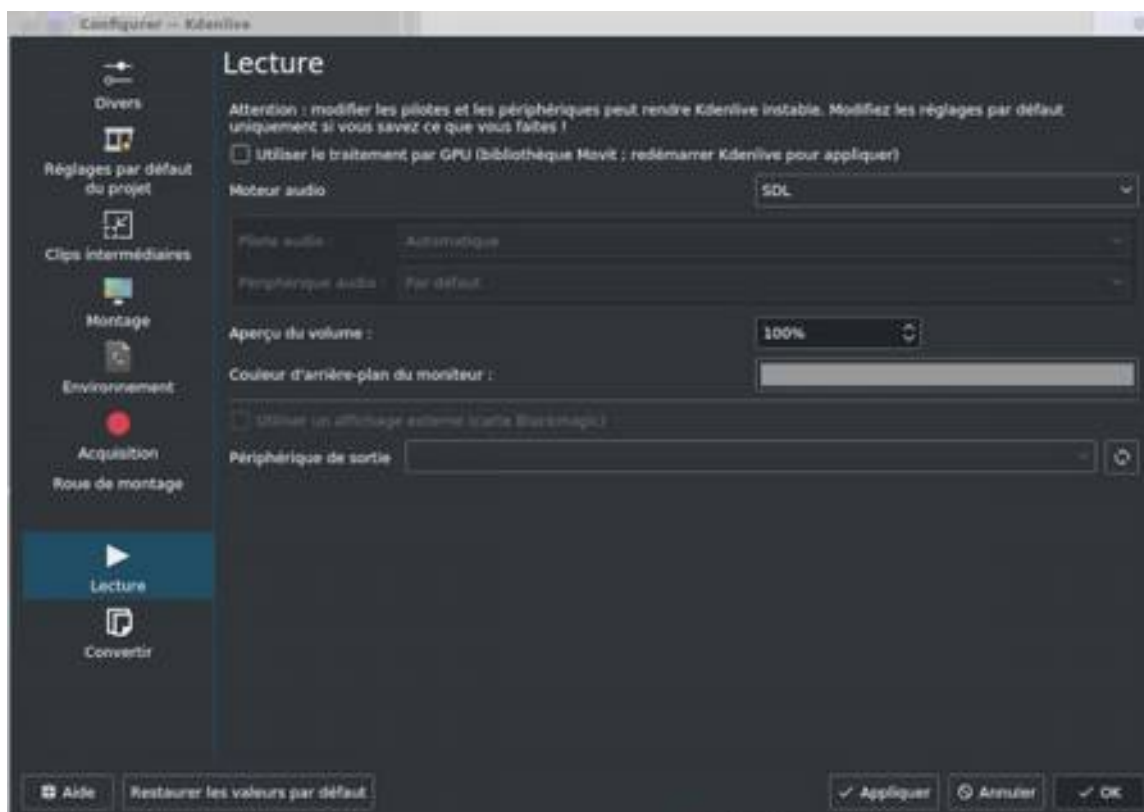 Configurer — Kdenlive
Divers
Réglages par défaut
du projet
Clips intermédiaires
Montage
Environnement
Acquisition
Roue de montage
Lecture
Convertir
Lecture
Attention : modifier les pilotes et les périphériques peut rendre Kdenlive instable. Modifiez les réglages par défaut
uniquement si vous savez ce que vous faites !
Utiliser le traitement par GPU (bibliothèque Movit ; redémarrer Kdenlive pour appliquer)
Moteur audio SDL
Pilote audio : Automatique
Périphérique audio : Par défaut
Aperçu du volume : 100%
Couleur d'arrière-plan du moniteur :
Utiliser un affichage externe (carte Blackmagic)
Périphérique de sortie
Aide Restaurer les valeurs par défaut Appliquer Annuler OK